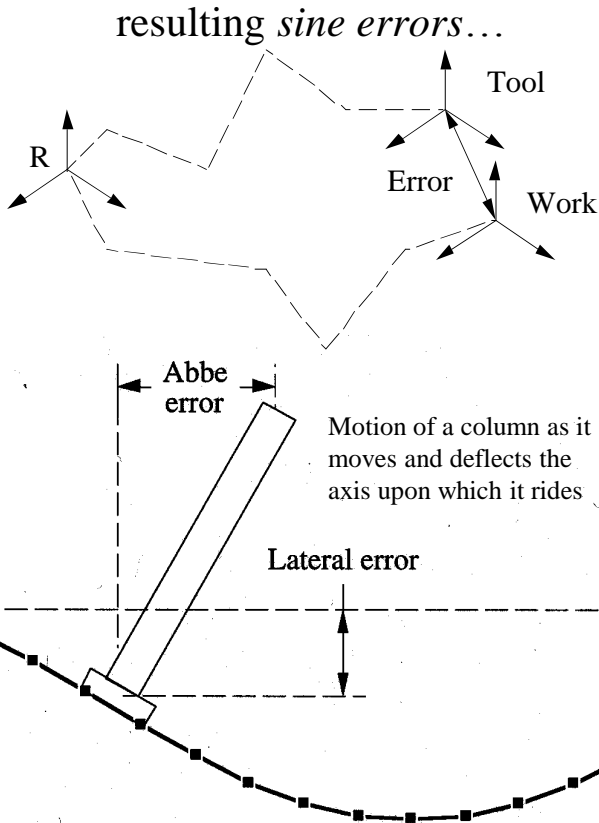 resulting sine errors...
Tool
R
Error
Work
Abbe
error
Motion of a column as it
moves and deflects the
axis upon which it rides
Lateral error